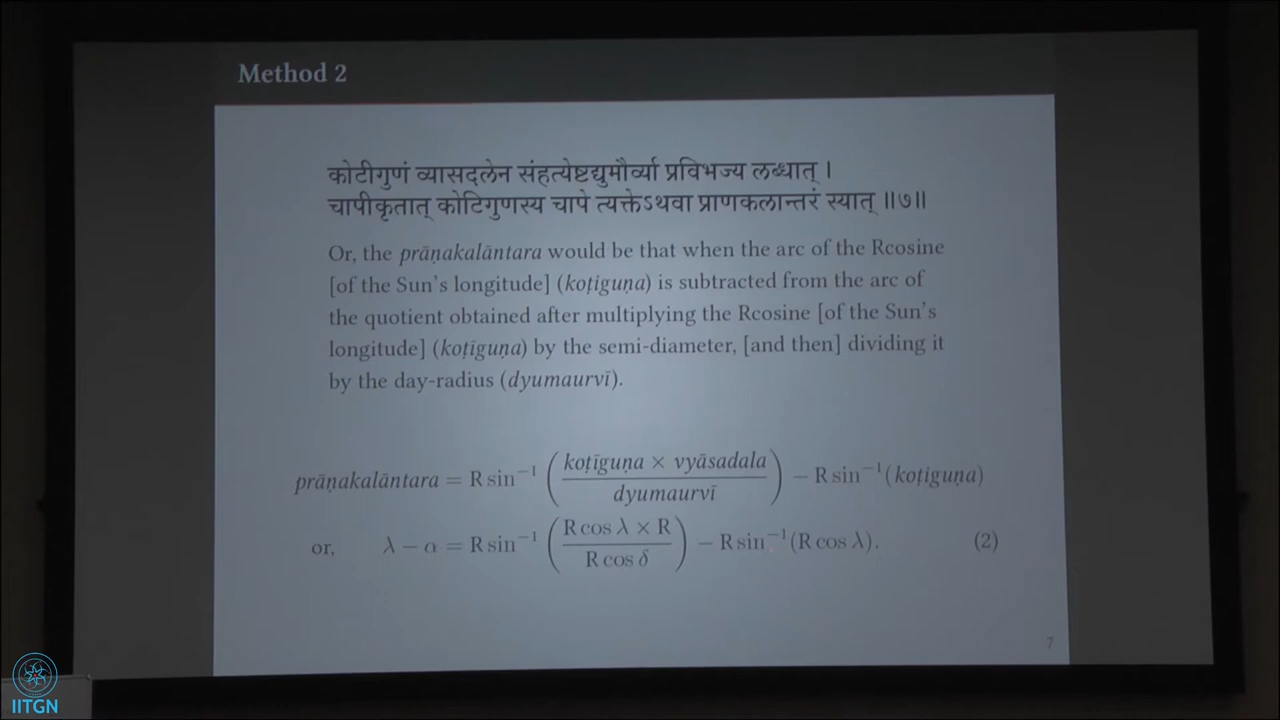 Method 2
कोटीगुणं व्यासदलेन संहत्येष्टद्युमौर्व्या प्रविभज्य लब्धात् ।
चापीकृतात् कोटिगुणस्य चापे त्यक्तेऽथवा प्राणकलान्तरं स्यात् ॥७॥
Or, the prāṇakalāntara would be that when the arc of the Rcosine
[of the Sun's longitude] (koṭiguṇa) is subtracted from the arc of
the quotient obtained after multiplying the Rcosine [of the Sun's
longitude] (koṭīguṇa) by the semi-diameter, [and then] dividing it
by the day-radius (dyumaurvī).
prāṇakalāntara = R sin⁻¹ (koṭīguṇa × vyāsadala / dyumaurvī) − R sin⁻¹(koṭiguṇa)
or, λ − α = R sin⁻¹ (R cos λ × R / R cos δ) − R sin⁻¹(R cos λ). (2)
7
IITGN